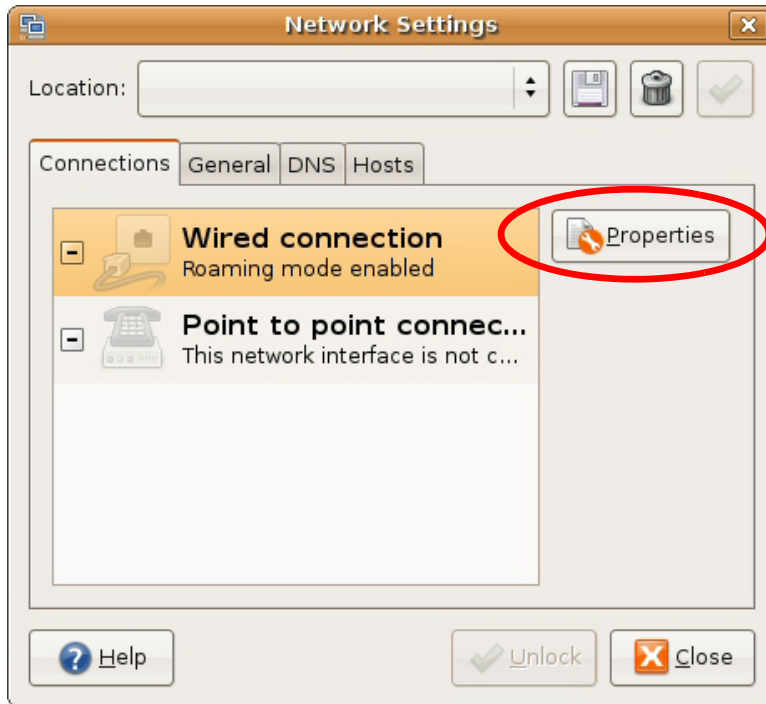 Network Settings
Location:
Connections General DNS Hosts
Wired connection
Roaming mode enabled
Properties
Point to point connec...
This network interface is not c...
Help
Unlock
Close